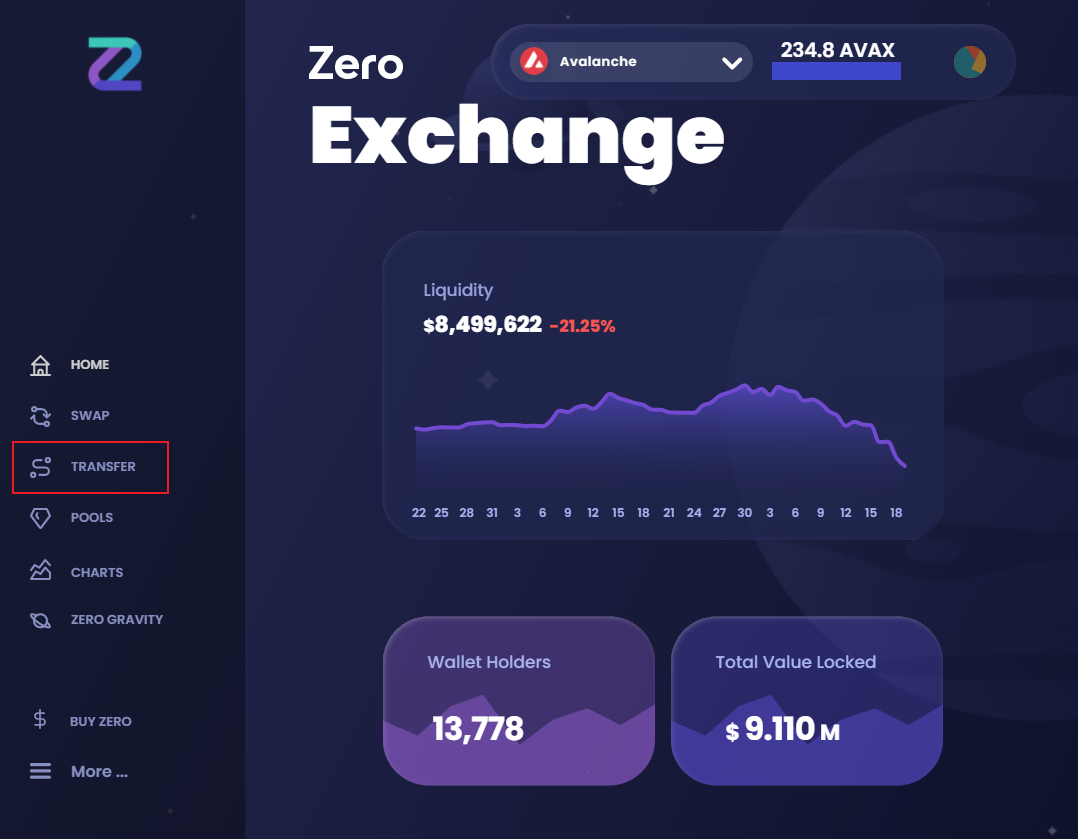 Zero
Exchange
Avalanche
234.8 AVAX
HOME
SWAP
TRANSFER
POOLS
CHARTS
ZERO GRAVITY
BUY ZERO
More ...
Liquidity
$8,499,622 -21.25%
22 25 28 31 3 6 9 12 15 18 21 24 27 30 3 6 9 12 15 18
Wallet Holders
13,778
Total Value Locked
$ 9.110 M